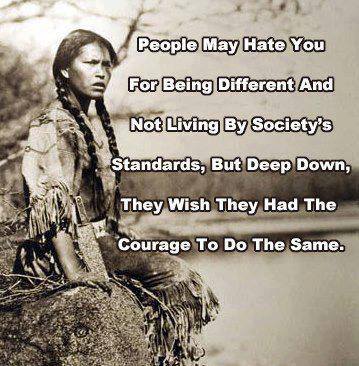 People May Hate You
For Being Different And
Not Living By Society's
Standards, But Deep Down,
They Wish They Had The
Courage To Do The Same.